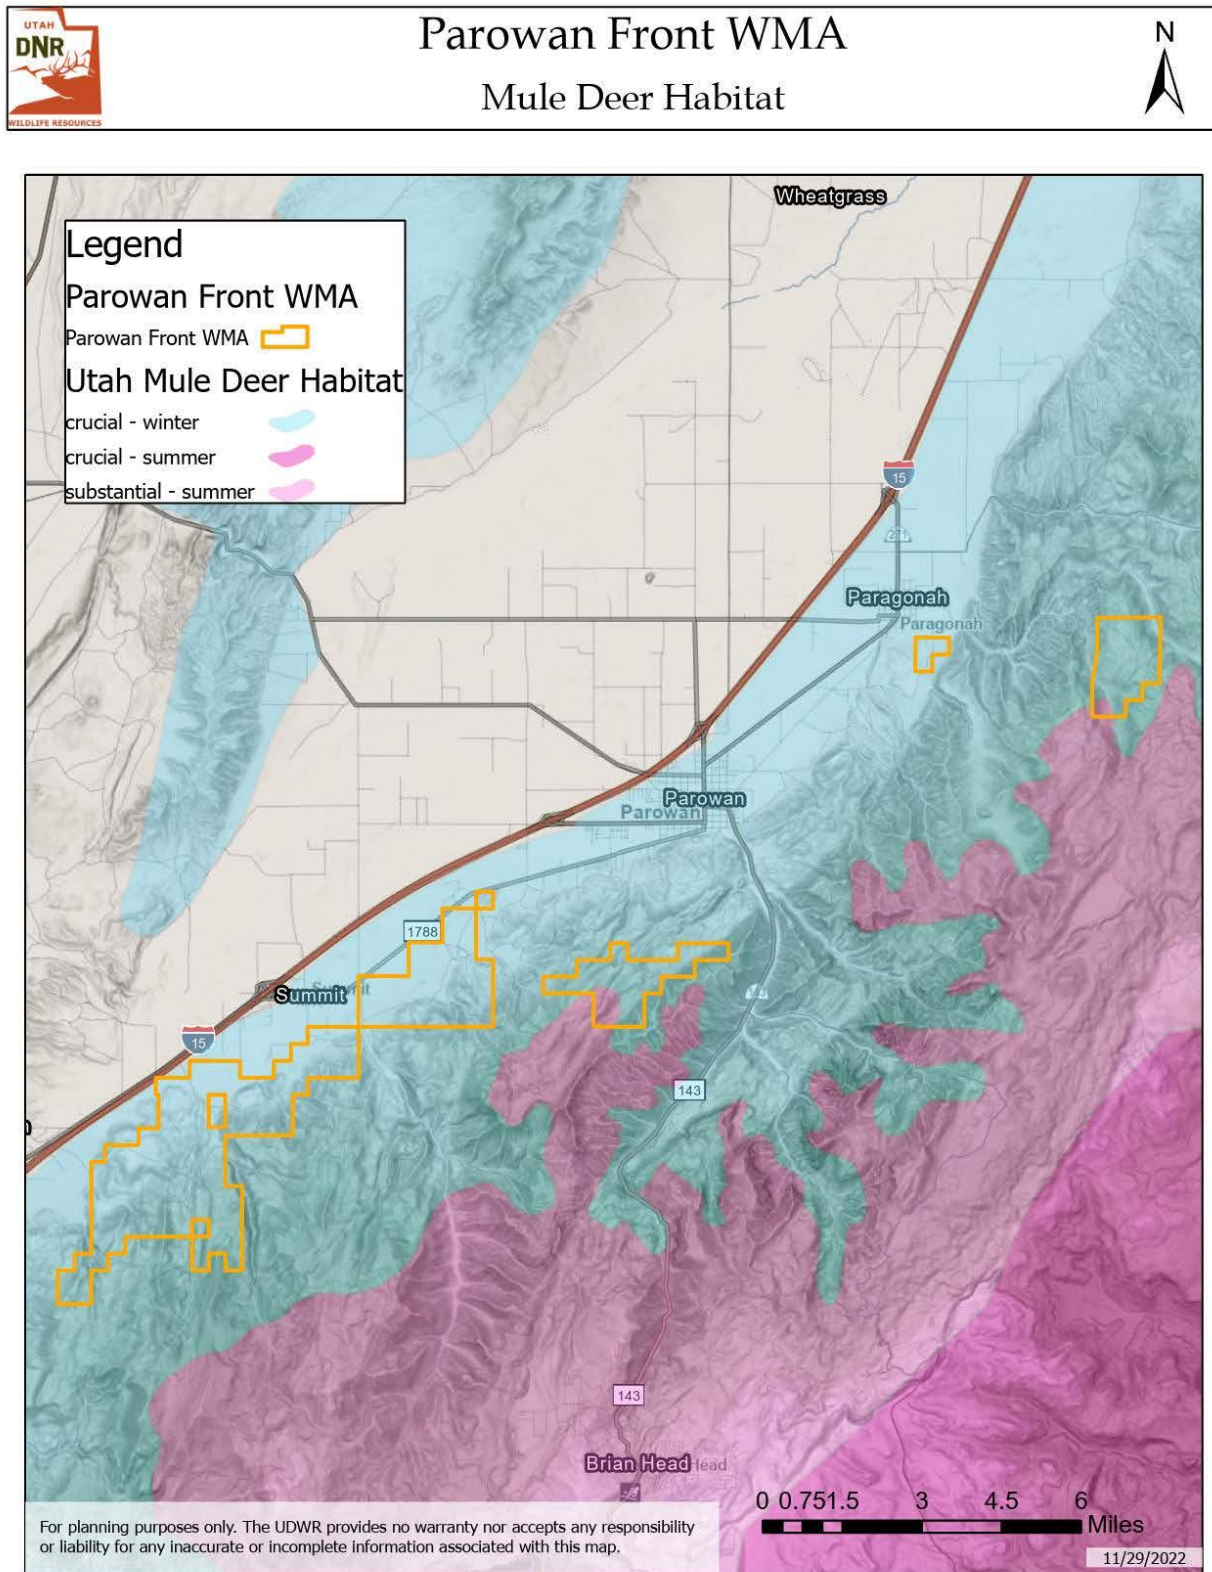 UTAH
DNR
WILDLIFE RESOURCES
Parowan Front WMA
Mule Deer Habitat
N
Legend
Parowan Front WMA
Parowan Front WMA
Utah Mule Deer Habitat
crucial - winter
crucial - summer
substantial - summer
Wheatgrass
15
271
Paragonah
Paragonah
Parowan
Parowan
1788
Summit
15
143
143
Brian Head
Head
0 0.75 1.5 3 4.5 6
Miles
For planning purposes only. The UDWR provides no warranty nor accepts any responsibility
or liability for any inaccurate or incomplete information associated with this map.
11/29/2022